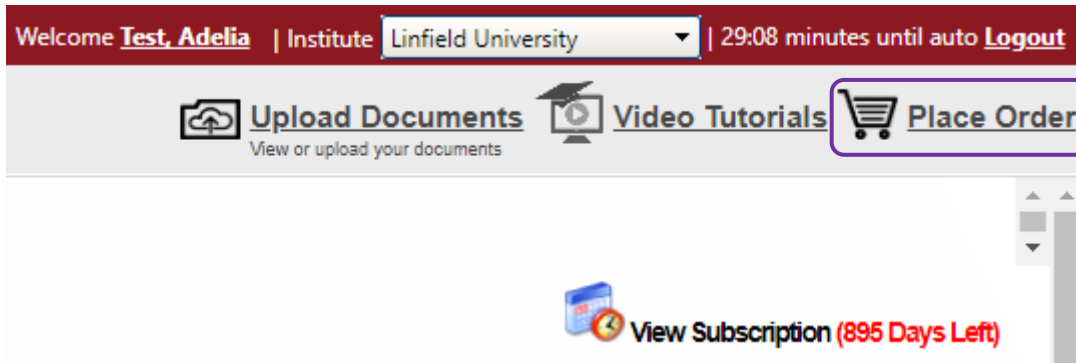 Welcome Test, Adelia | Institute Linfield University | 29:08 minutes until auto Logout
Upload Documents Video Tutorials Place Order
View or upload your documents
View Subscription (895 Days Left)